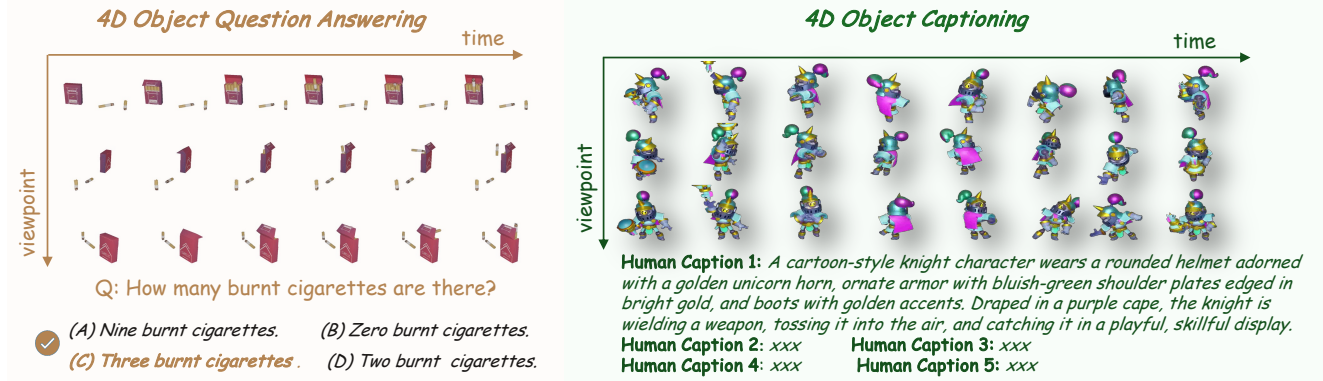 4D Object Question Answering
time
viewpoint
Q: How many burnt cigarettes are there?
(A) Nine burnt cigarettes.
(B) Zero burnt cigarettes.
(C) Three burnt cigarettes .
(D) Two burnt cigarettes.
4D Object Captioning
time
viewpoint
Human Caption 1: A cartoon-style knight character wears a rounded helmet adorned
with a golden unicorn horn, ornate armor with bluish-green shoulder plates edged in
bright gold, and boots with golden accents. Draped in a purple cape, the knight is
wielding a weapon, tossing it into the air, and catching it in a playful, skillful display.
Human Caption 2: xxx
Human Caption 3: xxx
Human Caption 4: xxx
Human Caption 5: xxx